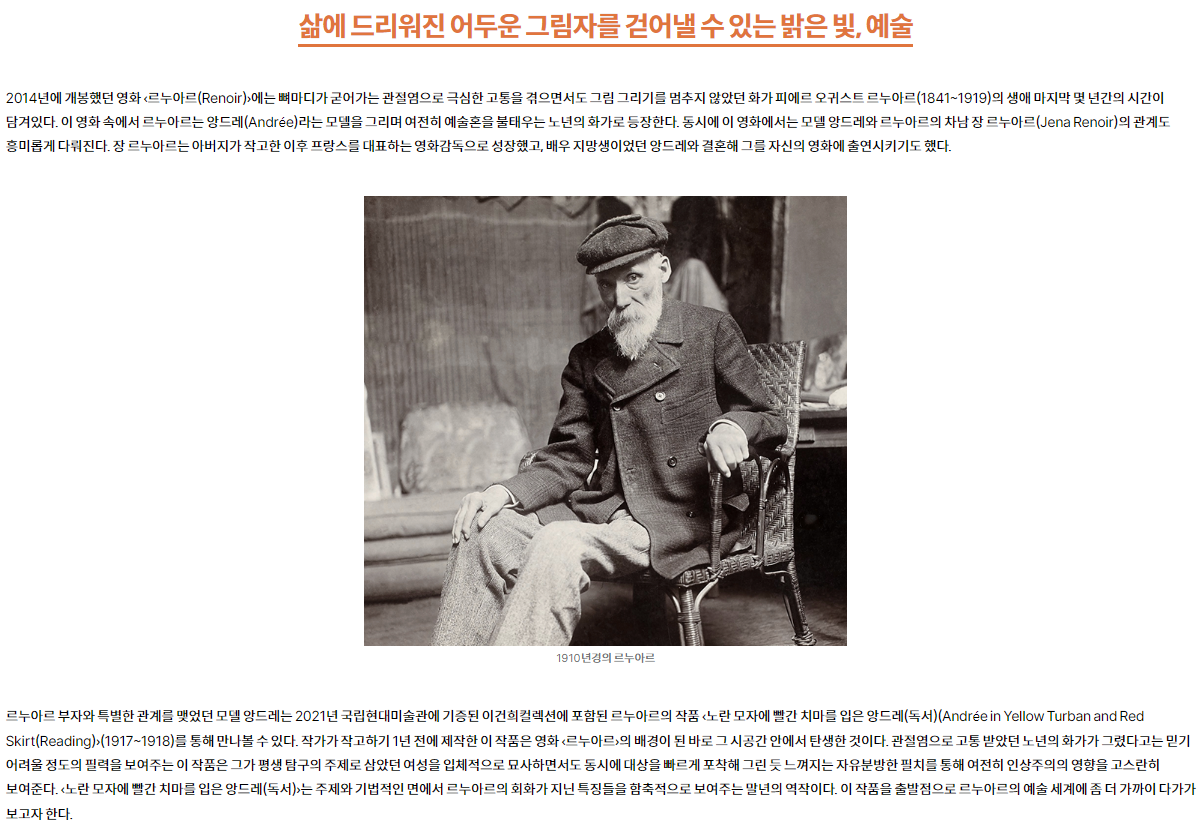 삶에 드리워진 어두운 그림자를 걷어낼 수 있는 밝은 빛, 예술
2014년에 개봉했던 영화 ‹르누아르(Renoir)›에는 뼈마디가 굳어가는 관절염으로 극심한 고통을 겪으면서도 그림 그리기를 멈추지 않았던 화가 피에르 오귀스트 르누아르(1841~1919)의 생애 마지막 몇 년간의 시간이
담겨있다. 이 영화 속에서 르누아르는 앙드레(Andrée)라는 모델을 그리며 여전히 예술혼을 불태우는 노년의 화가로 등장한다. 동시에 이 영화에서는 모델 앙드레와 르누아르의 차남 장 르누아르(Jena Renoir)의 관계도
흥미롭게 다뤄진다. 장 르누아르는 아버지가 작고한 이후 프랑스를 대표하는 영화감독으로 성장했고, 배우 지망생이었던 앙드레와 결혼해 그를 자신의 영화에 출연시키기도 했다.
1910년경의 르누아르
르누아르 부자와 특별한 관계를 맺었던 모델 앙드레는 2021년 국립현대미술관에 기증된 이건희컬렉션에 포함된 르누아르의 작품 ‹노란 모자에 빨간 치마를 입은 앙드레(독서)(Andrée in Yellow Turban and Red
Skirt(Reading)›(1917~1918)를 통해 만나볼 수 있다. 작가가 작고하기 1년 전에 제작한 이 작품은 영화 ‹르누아르›의 배경이 된 바로 그 시공간 안에서 탄생한 것이다. 관절염으로 고통 받았던 노년의 화가가 그렸다고는 믿기
어려울 정도의 필력을 보여주는 이 작품은 그가 평생 탐구의 주제로 삼았던 여성을 입체적으로 묘사하면서도 동시에 대상을 빠르게 포착해 그린 듯 느껴지는 자유분방한 필치를 통해 여전히 인상주의의 영향을 고스란히
보여준다. ‹노란 모자에 빨간 치마를 입은 앙드레(독서)›는 주제와 기법적인 면에서 르누아르의 회화가 지닌 특징들을 함축적으로 보여주는 말년의 역작이다. 이 작품을 출발점으로 르누아르의 예술 세계에 좀 더 가까이 다가가
보고자 한다.